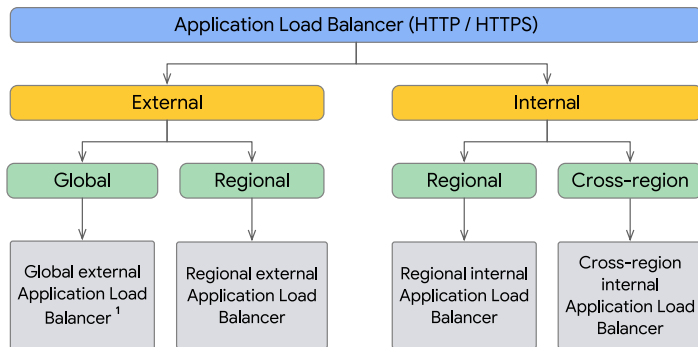 Application Load Balancer (HTTP / HTTPS)
External
Internal
Global
Regional
Regional
Cross-region
Global external
Application Load
Balancer ¹
Regional external
Application Load
Balancer
Regional internal
Application Load
Balancer
Cross-region
internal
Application Load
Balancer